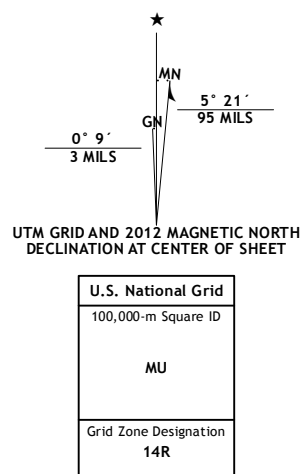 MN
5° 21´
95 MILS
GN
0° 9´
3 MILS
UTM GRID AND 2012 MAGNETIC NORTH
DECLINATION AT CENTER OF SHEET
U.S. National Grid
100,000-m Square ID
MU
Grid Zone Designation
14R